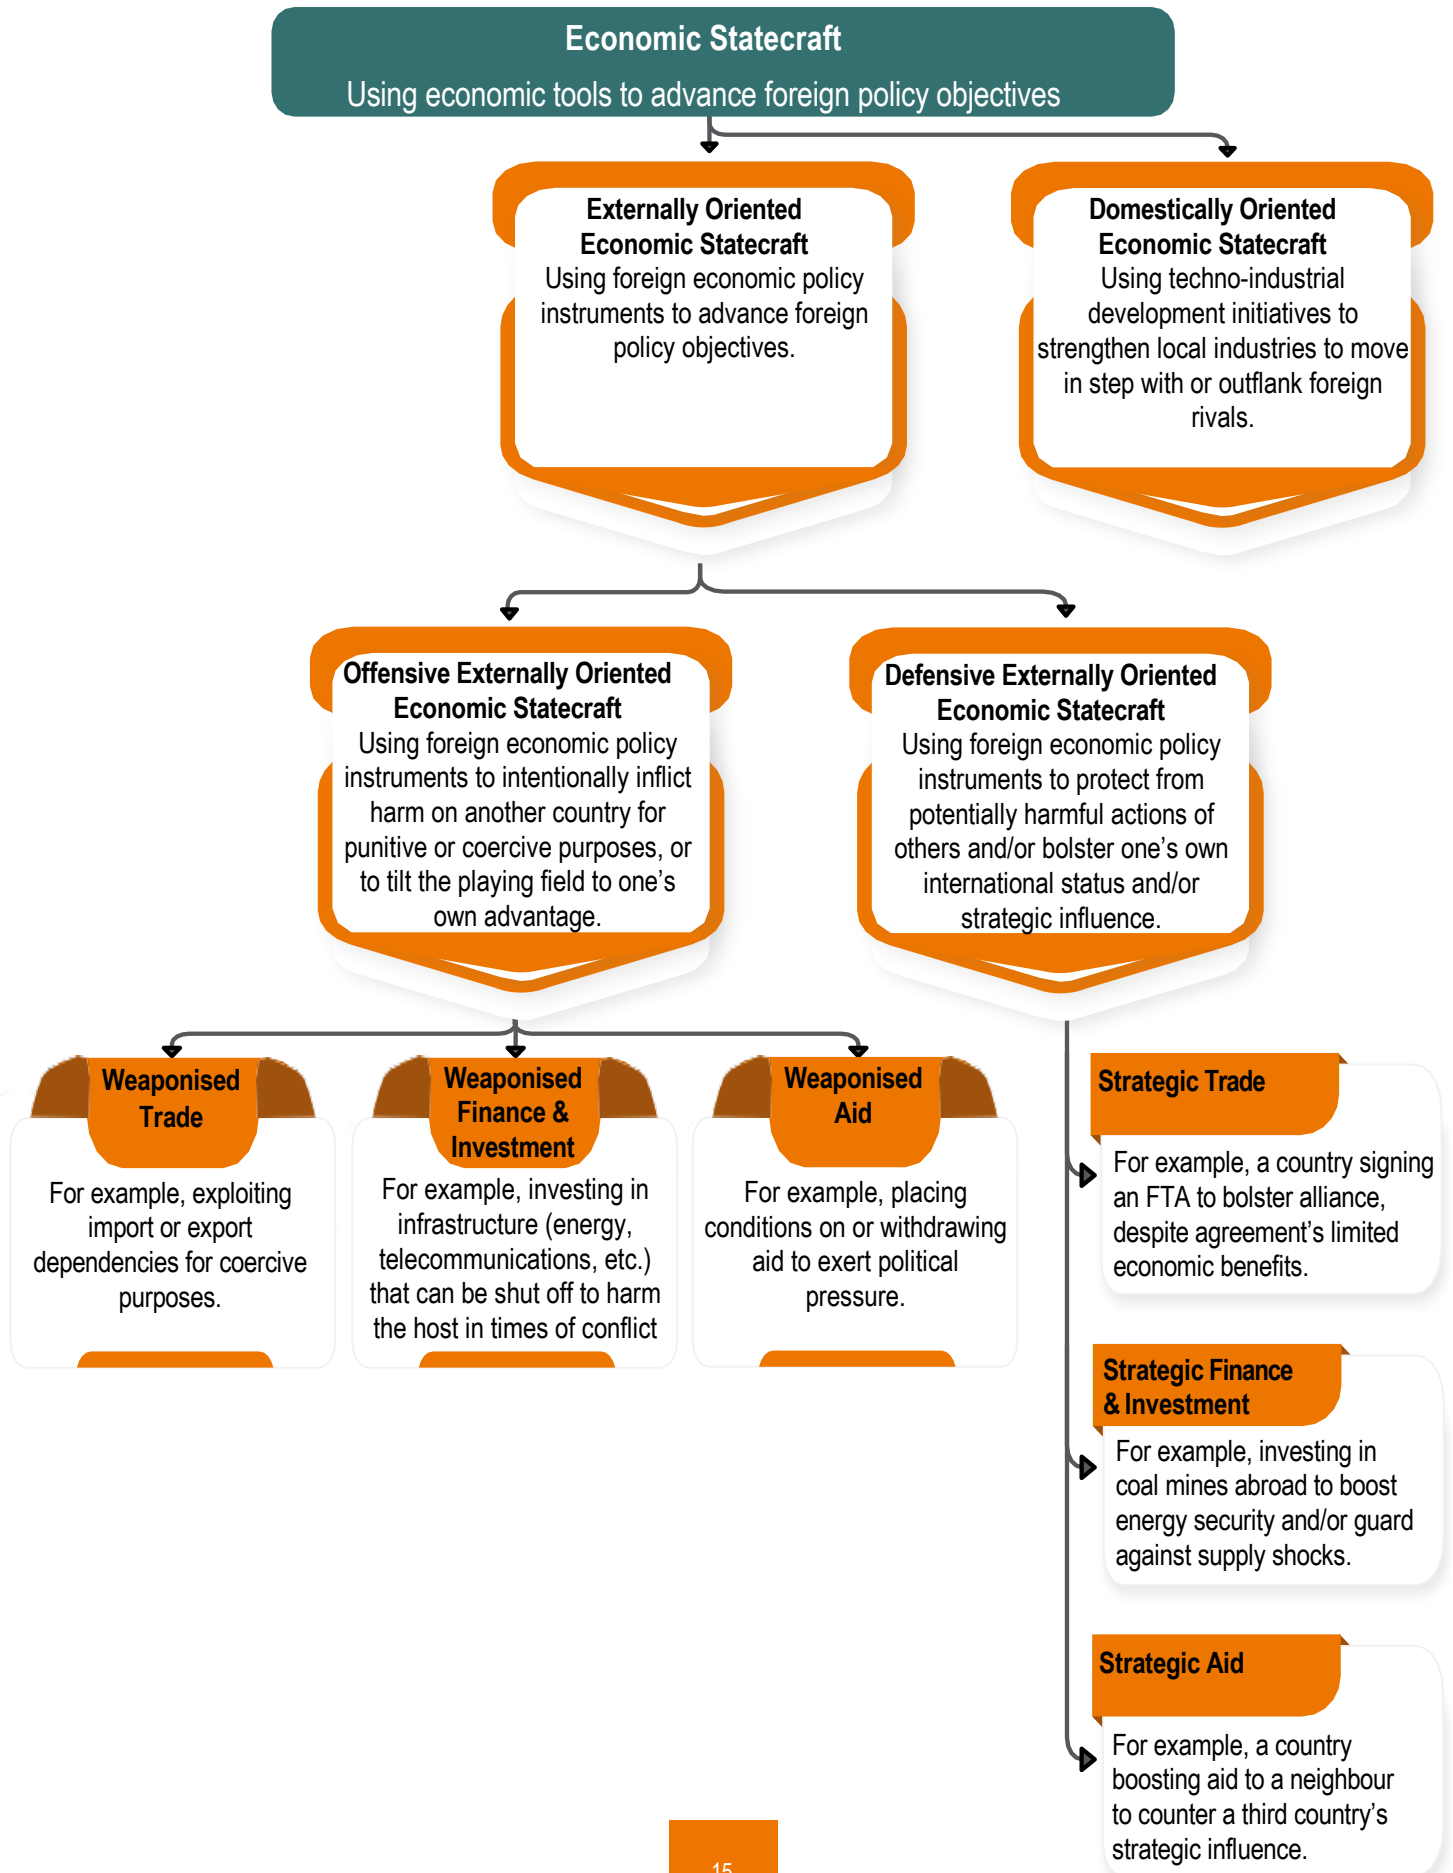 Economic Statecraft
Using economic tools to advance foreign policy objectives
Externally Oriented
Economic Statecraft
Using foreign economic policy
instruments to advance foreign
policy objectives.
Domestically Oriented
Economic Statecraft
Using techno-industrial
development initiatives to
strengthen local industries to move
in step with or outflank foreign
rivals.
Offensive Externally Oriented
Economic Statecraft
Using foreign economic policy
instruments to intentionally inflict
harm on another country for
punitive or coercive purposes, or
to tilt the playing field to one’s
own advantage.
Defensive Externally Oriented
Economic Statecraft
Using foreign economic policy
instruments to protect from
potentially harmful actions of
others and/or bolster one’s own
international status and/or
strategic influence.
Weaponised
Trade
For example, exploiting
import or export
dependencies for coercive
purposes.
Weaponised
Finance &
Investment
For example, investing in
infrastructure (energy,
telecommunications, etc.)
that can be shut off to harm
the host in times of conflict
Weaponised
Aid
For example, placing
conditions on or withdrawing
aid to exert political
pressure.
Strategic Trade
For example, a country signing
an FTA to bolster alliance,
despite agreement’s limited
economic benefits.
Strategic Finance
& Investment
For example, investing in
coal mines abroad to boost
energy security and/or guard
against supply shocks.
Strategic Aid
For example, a country
boosting aid to a neighbour
to counter a third country’s
strategic influence.
15